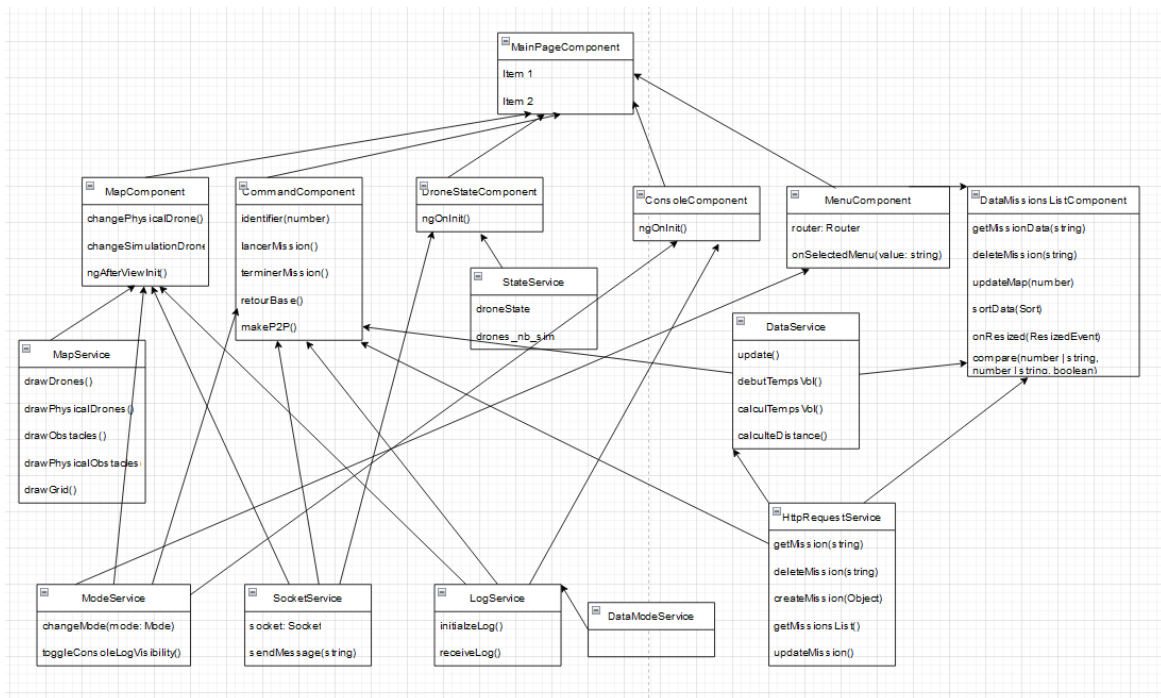 MainPageComponent
Item 1
Item 2
MapComponent
changePhysicalDrone()
changeSimulationDrone
ngAfterViewInit()
CommandComponent
identifier(number)
lancerMission()
terminerMission()
retourBase()
makeP2P()
DroneStateComponent
ngOnInit()
ConsoleComponent
ngOnInit()
MenuComponent
router: Router
onSelectedMenu(value: string)
DataMissionsListComponent
getMissionData(string)
deleteMission(string)
updateMap(number)
sortData(Sort)
onResized(ResizedEvent)
compare(number | string,
number | string, boolean)
StateService
droneState
drones_nb_sim
DataService
update()
debutTempsVol()
calculTempsVol()
calculteDistance()
MapService
drawDrones()
drawPhysicalDrones()
drawObstacles()
drawPhysicalObstacles(
drawGrid()
HttpRequestService
getMission(string)
deleteMission(string)
createMission(Object)
getMissionsList()
updateMission()
ModeService
changeMode(mode: Mode)
toggleConsoleLogVisibility()
SocketService
socket: Socket
sendMessage(string)
LogService
initialzeLog()
receiveLog()
DataModeService